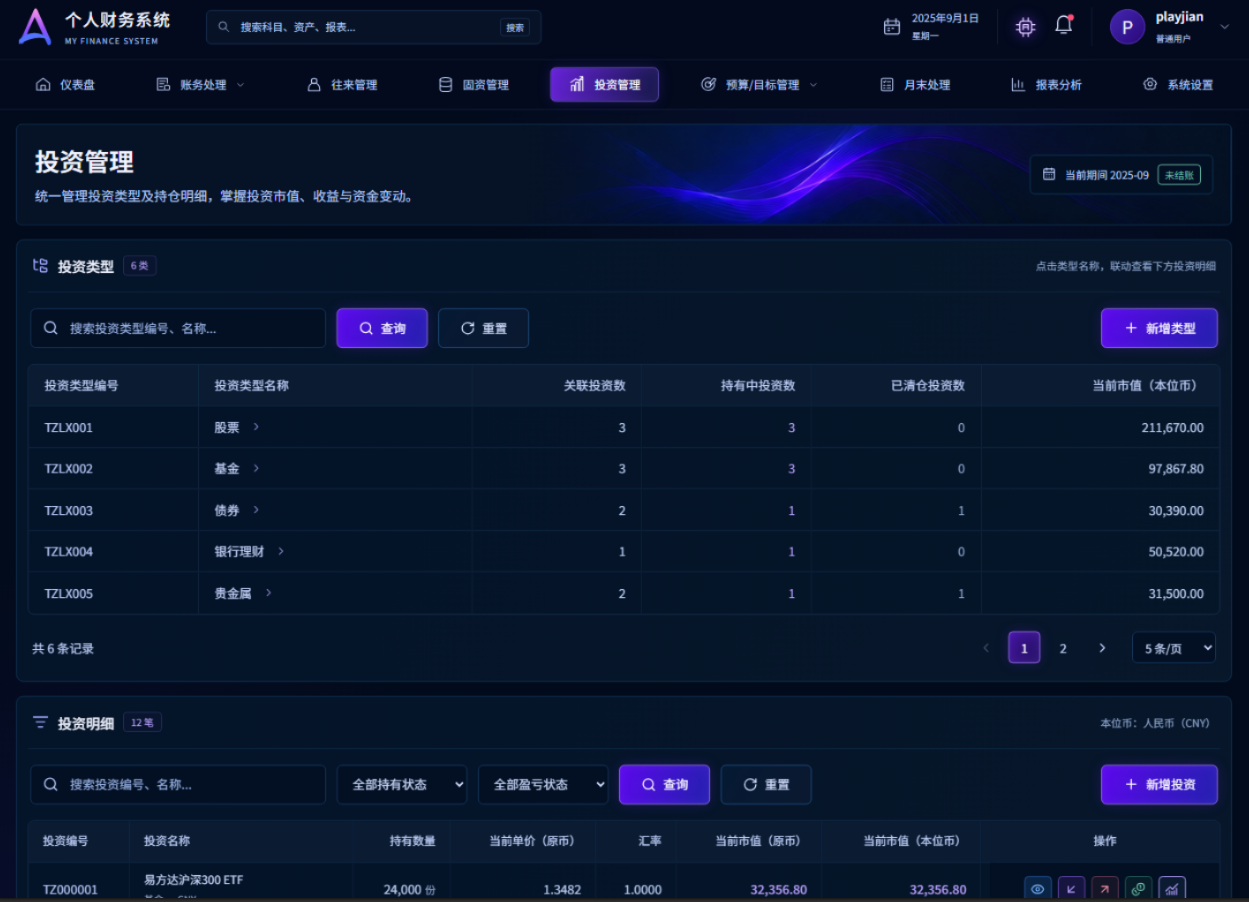 个人财务系统
MY FINANCE SYSTEM
搜索科目、资产、报表...
搜索
2025年9月1日
星期一
P
playjian
普通用户
仪表盘
账务处理
往来管理
固资管理
投资管理
预算/目标管理
月末处理
报表分析
系统设置
投资管理
统一管理投资类型及持仓明细，掌握投资市值、收益与资金变动。
当前期间 2025-09 未结账
投资类型 6 类
点击类型名称，联动查看下方投资明细
搜索投资类型编号、名称...
查询
重置
新增类型
投资类型编号 投资类型名称 关联投资数 持有中投资数 已清仓投资数 当前市值（本位币）
TZLX001 股票 3 3 0 211,670.00
TZLX002 基金 3 3 0 97,867.80
TZLX003 债券 2 1 1 30,390.00
TZLX004 银行理财 1 1 0 50,520.00
TZLX005 贵金属 2 1 1 31,500.00
共 6 条记录
1 2
5 条/页
投资明细 12 笔
本位币：人民币（CNY）
搜索投资编号、名称...
全部持有状态
全部盈亏状态
查询
重置
新增投资
投资编号 投资名称 持有数量 当前单价（原币） 汇率 当前市值（原币） 当前市值（本位币） 操作
TZ000001 易方达沪深300 ETF 24,000 份 1.3482 1.0000 32,356.80 32,356.80